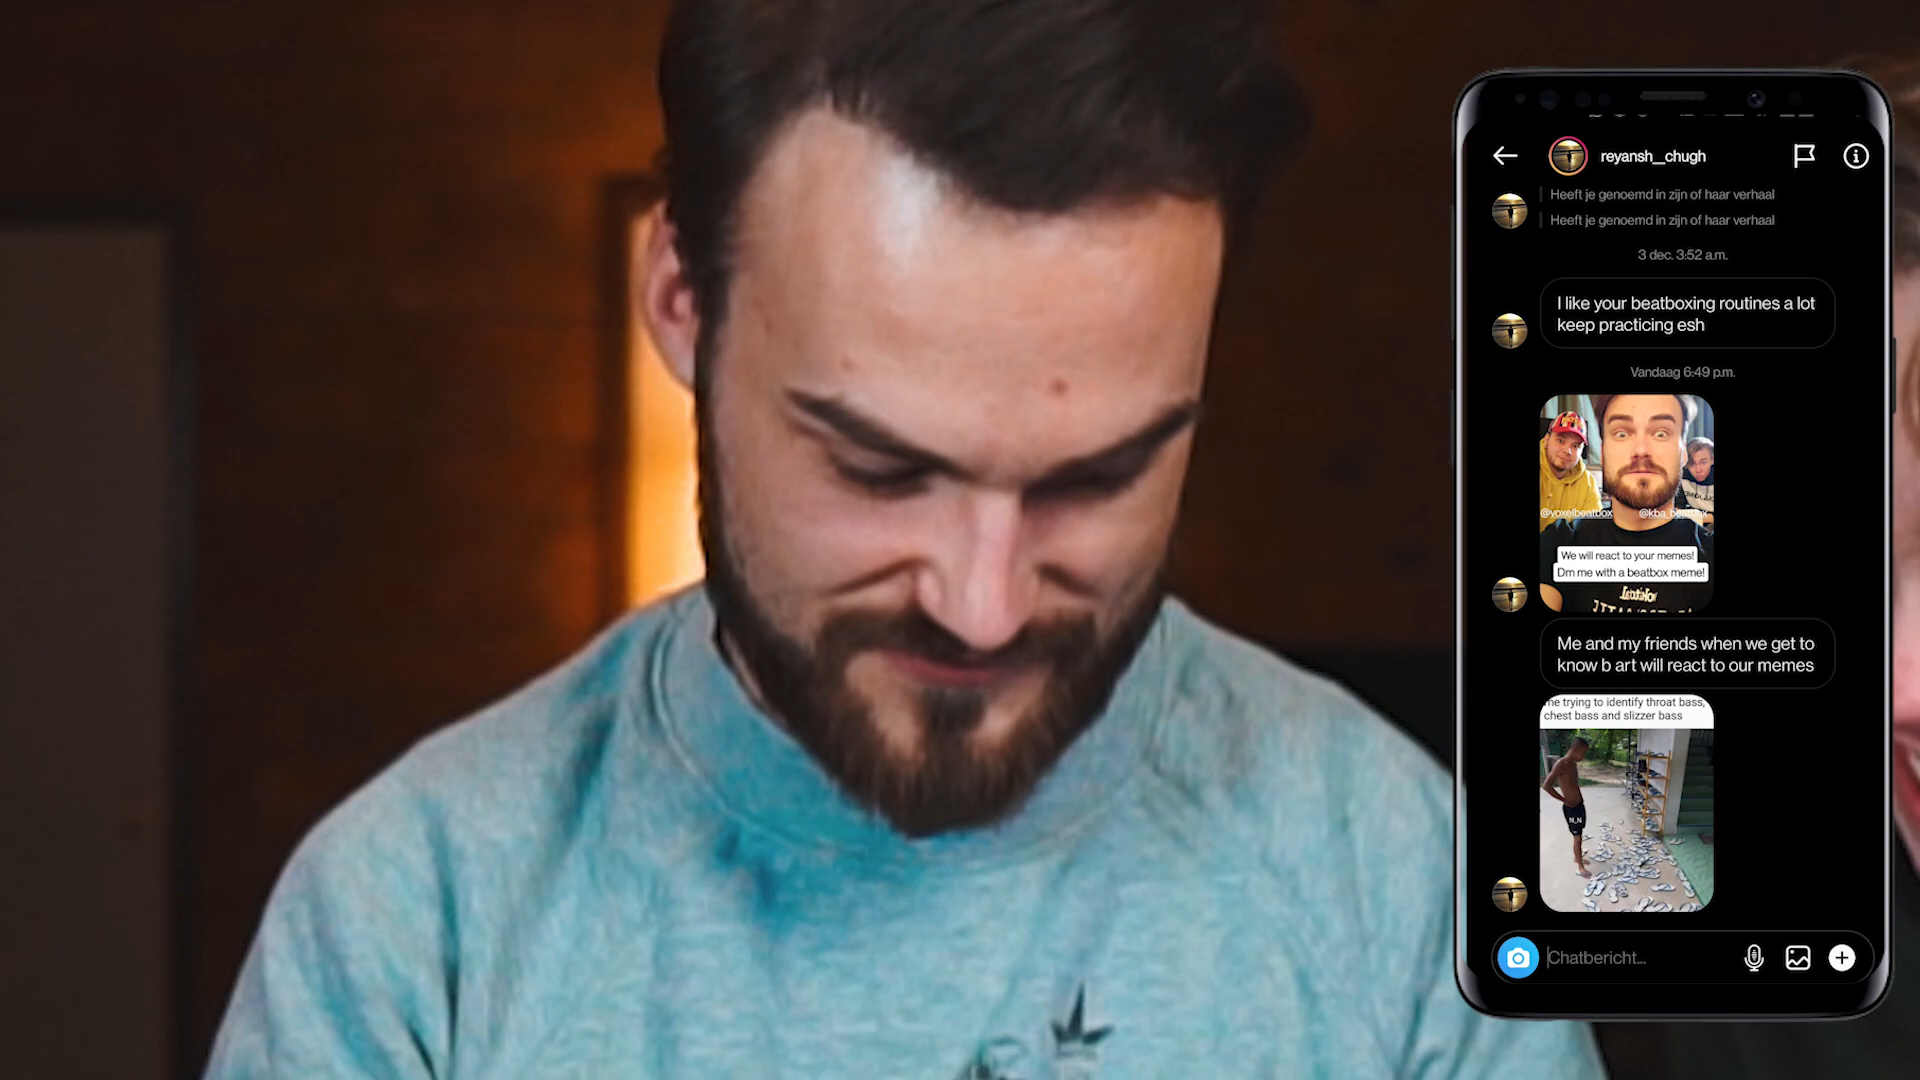 reyansh__chugh
Heeft je genoemd in zijn of haar verhaal
Heeft je genoemd in zijn of haar verhaal
3 dec. 3:52 a.m.
I like your beatboxing routines a lot
keep practicing esh
Vandaag 6:49 p.m.
@voxelbeatbox @kba_beatbox
We will react to your memes!
Dm me with a beatbox meme!
Me and my friends when we get to
know b art will react to our memes
me trying to identify throat bass,
chest bass and slizzer bass
N_N
Chatbericht...